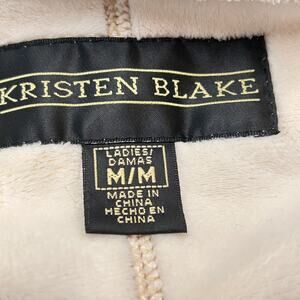 KRISTEN BLAKE
LADIES/
DAMAS
M/M
MADE IN
CHINA
HECHO EN
CHINA